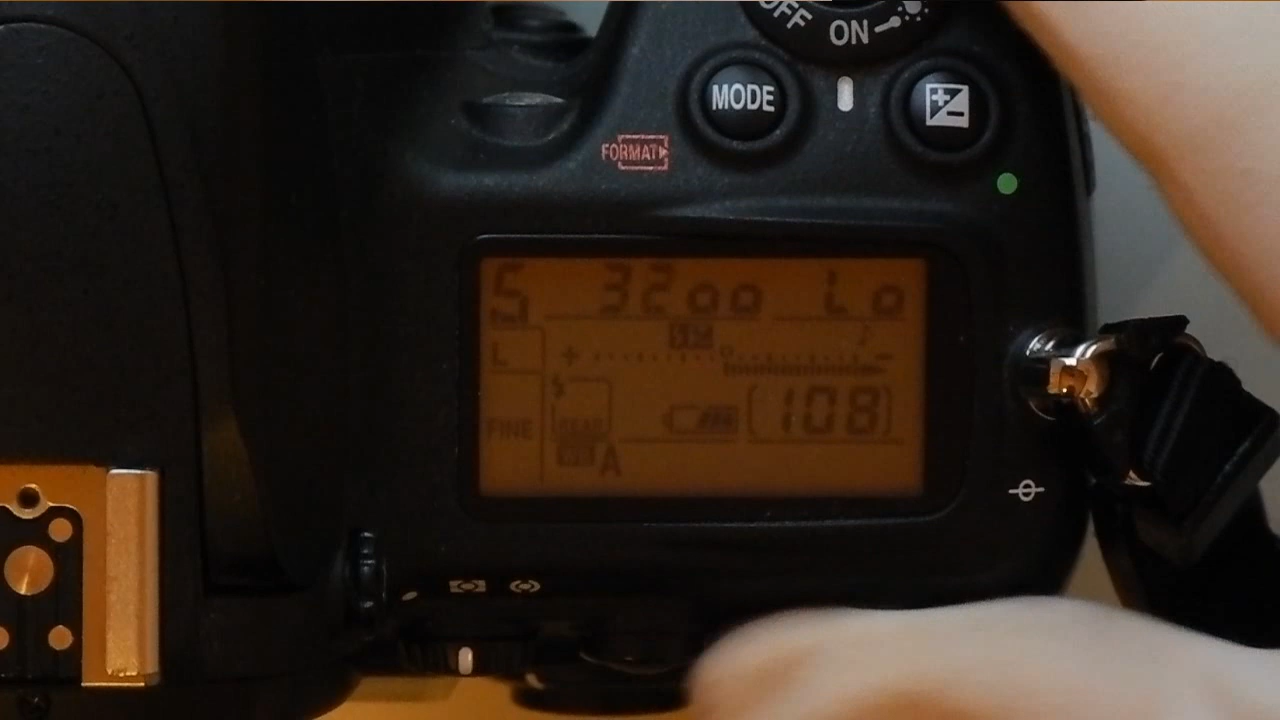 OFF
ON
MODE
FORMAT
S 3200 Lo
L
+ -
FINE
[108]
A